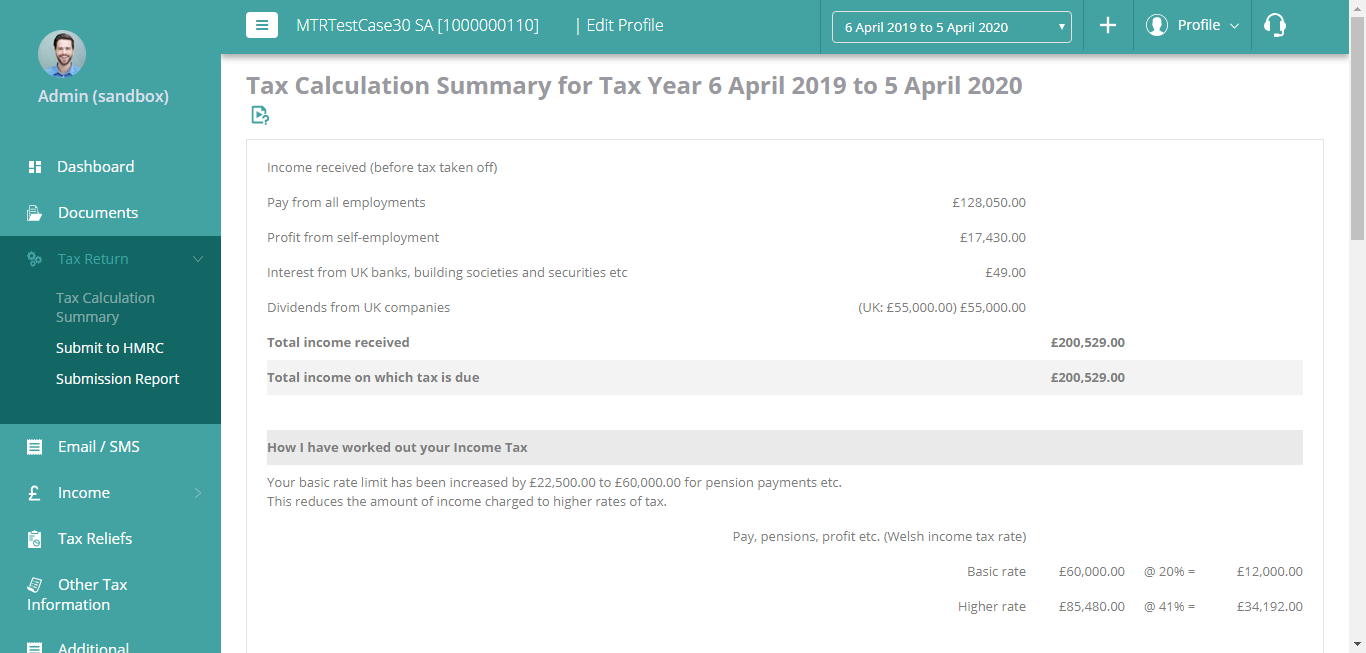 MTRTestCase30 SA [1000000110] | Edit Profile
6 April 2019 to 5 April 2020
Profile
Admin (sandbox)
Dashboard
Documents
Tax Return
Tax Calculation
Summary
Submit to HMRC
Submission Report
Email / SMS
£ Income
Tax Reliefs
Other Tax
Information
Additional
Tax Calculation Summary for Tax Year 6 April 2019 to 5 April 2020
Income received (before tax taken off)
Pay from all employments £128,050.00
Profit from self-employment £17,430.00
Interest from UK banks, building societies and securities etc £49.00
Dividends from UK companies (UK: £55,000.00) £55,000.00
Total income received £200,529.00
Total income on which tax is due £200,529.00
How I have worked out your Income Tax
Your basic rate limit has been increased by £22,500.00 to £60,000.00 for pension payments etc.
This reduces the amount of income charged to higher rates of tax.
Pay, pensions, profit etc. (Welsh income tax rate)
Basic rate £60,000.00 @ 20% = £12,000.00
Higher rate £85,480.00 @ 41% = £34,192.00